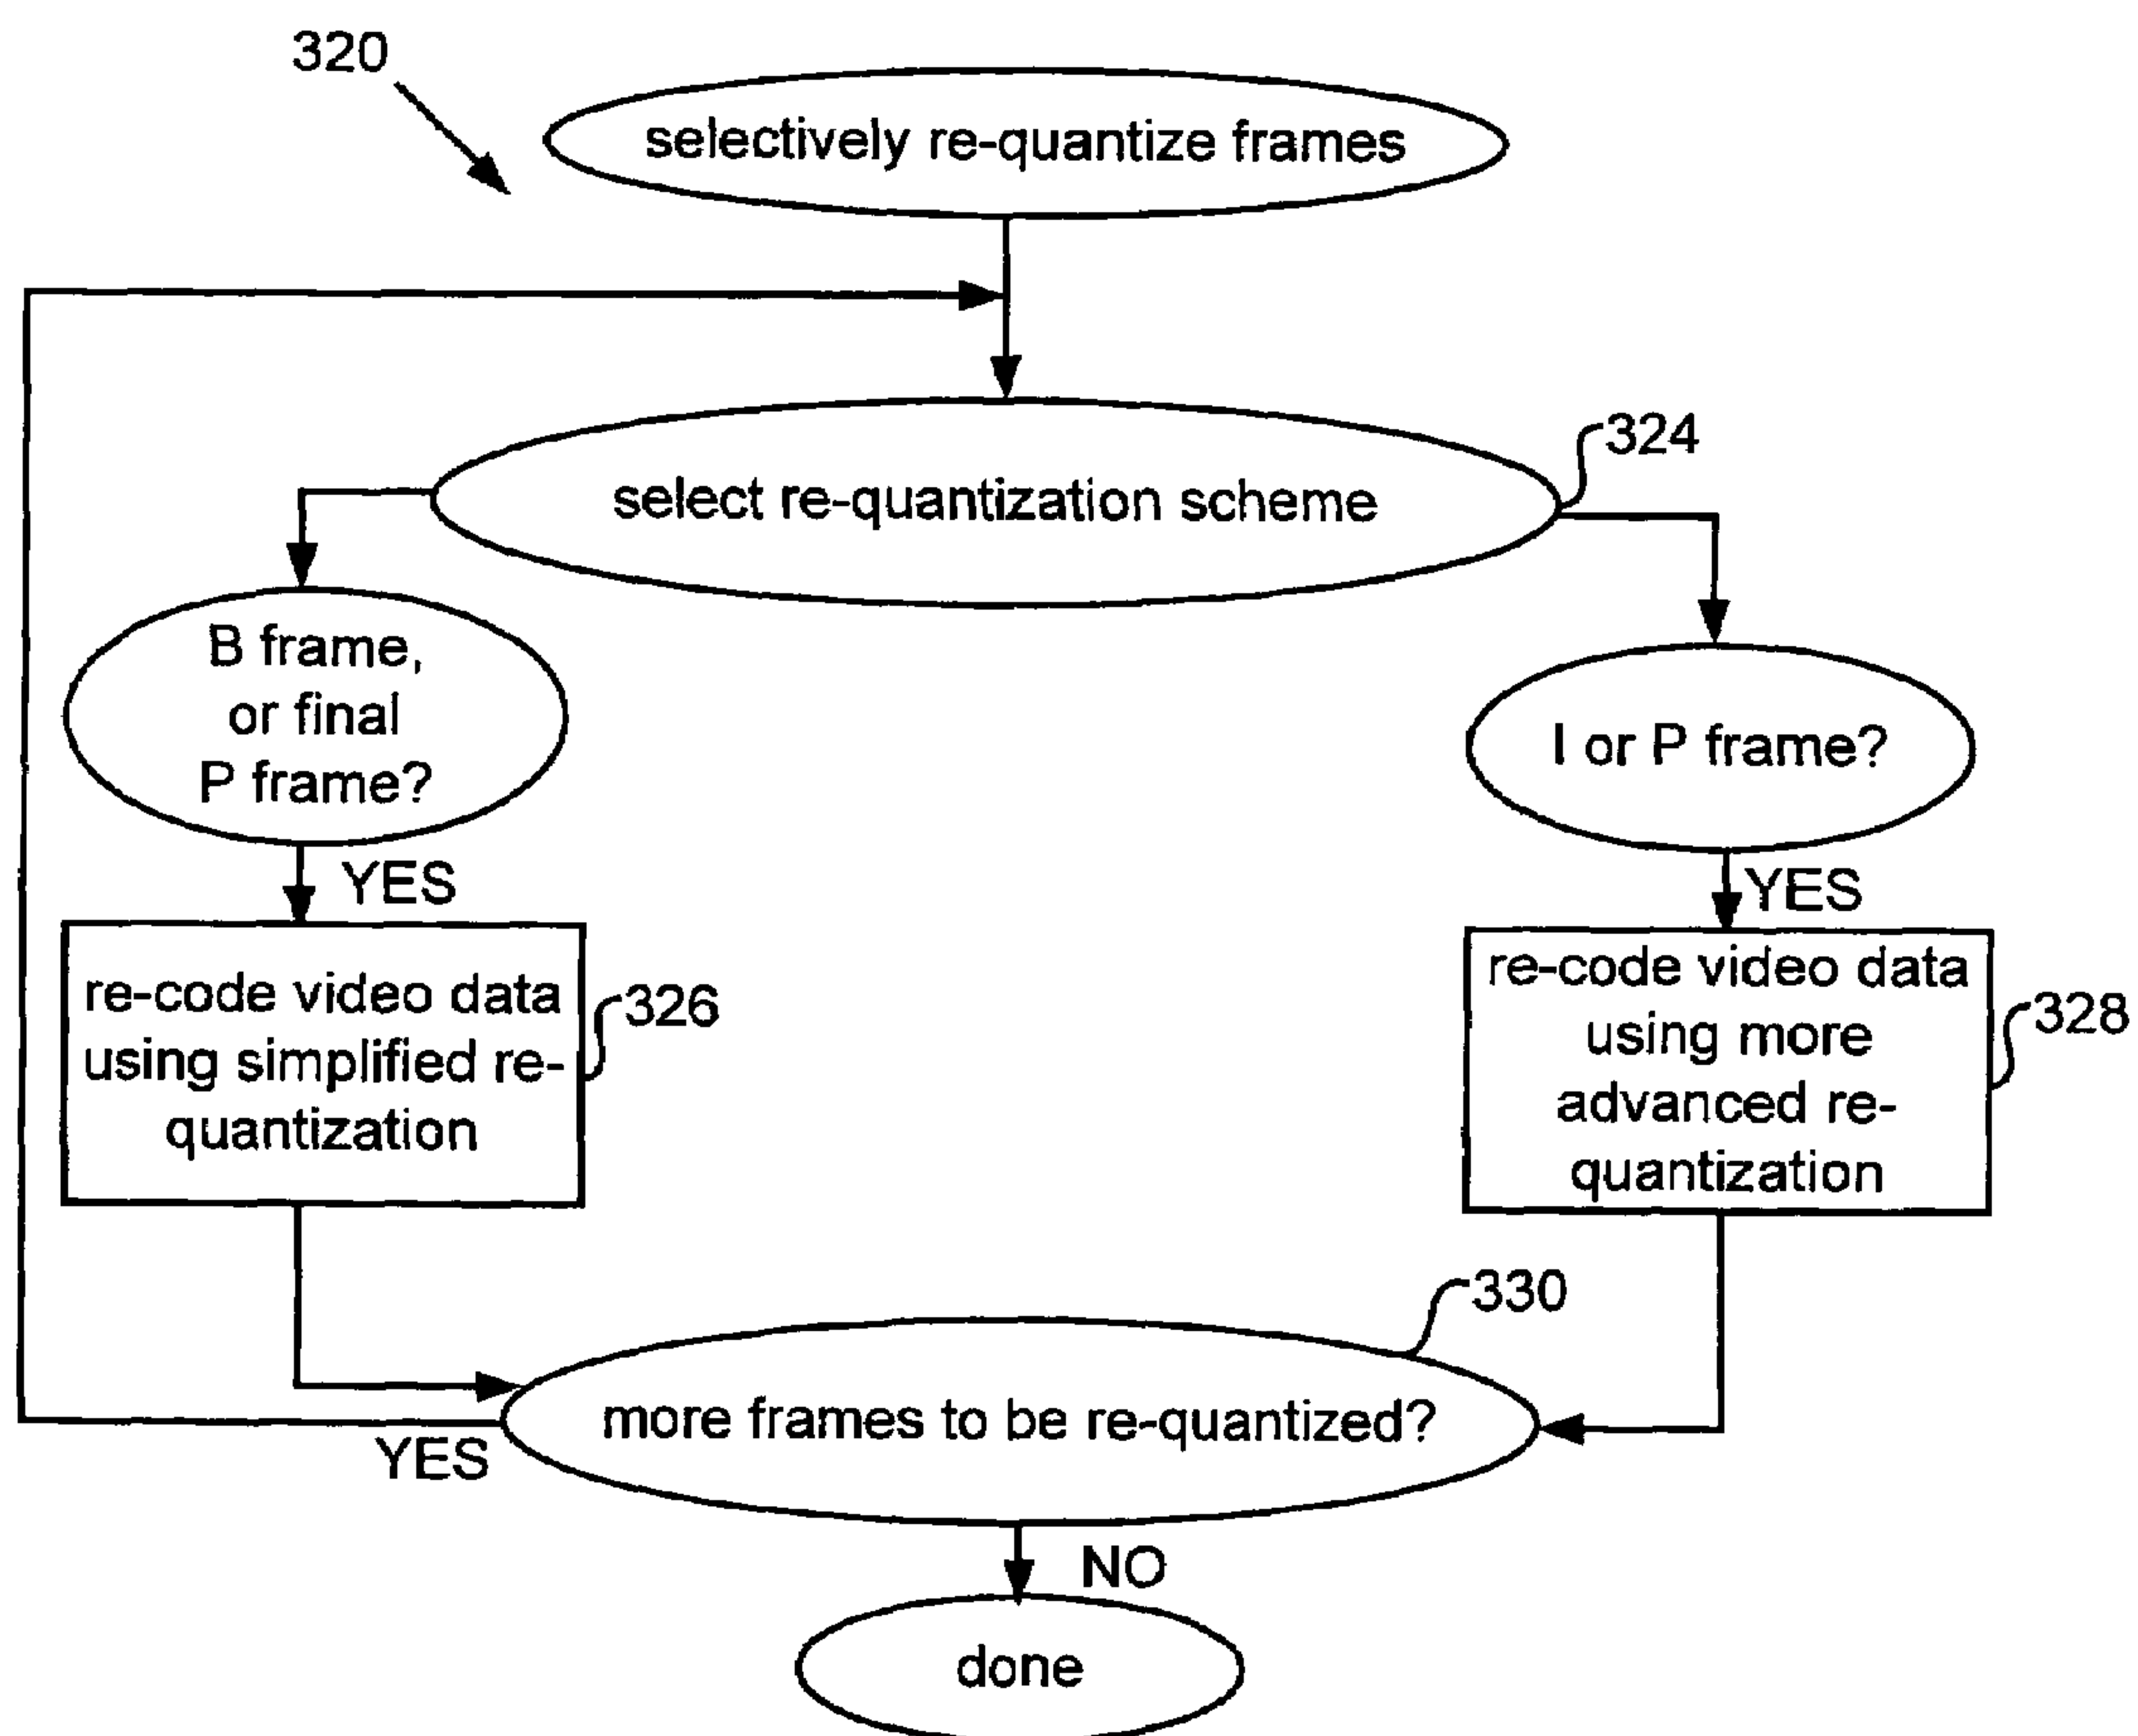 320
selectively re-quantize frames
select re-quantization scheme
324
B frame,
or final
P frame?
I or P frame?
YES
YES
re-code video data
using simplified re-
quantization
326
re-code video data
using more
advanced re-
quantization
328
330
more frames to be re-quantized?
YES
NO
done